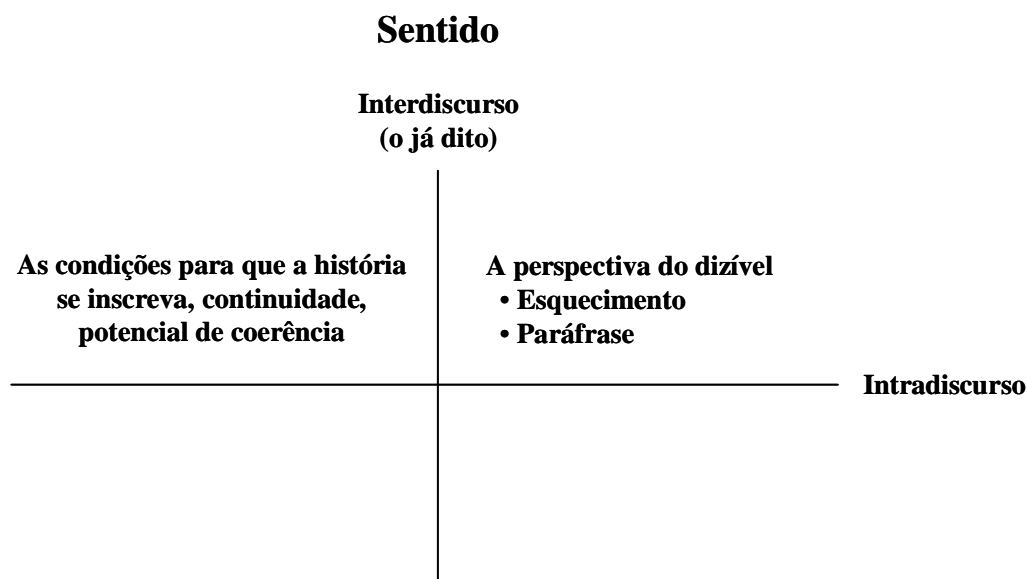 Sentido
Interdiscurso
(o já dito)
As condições para que a história
se inscreva, continuidade,
potencial de coerência
A perspectiva do dizível
• Esquecimento
• Paráfrase
Intradiscurso